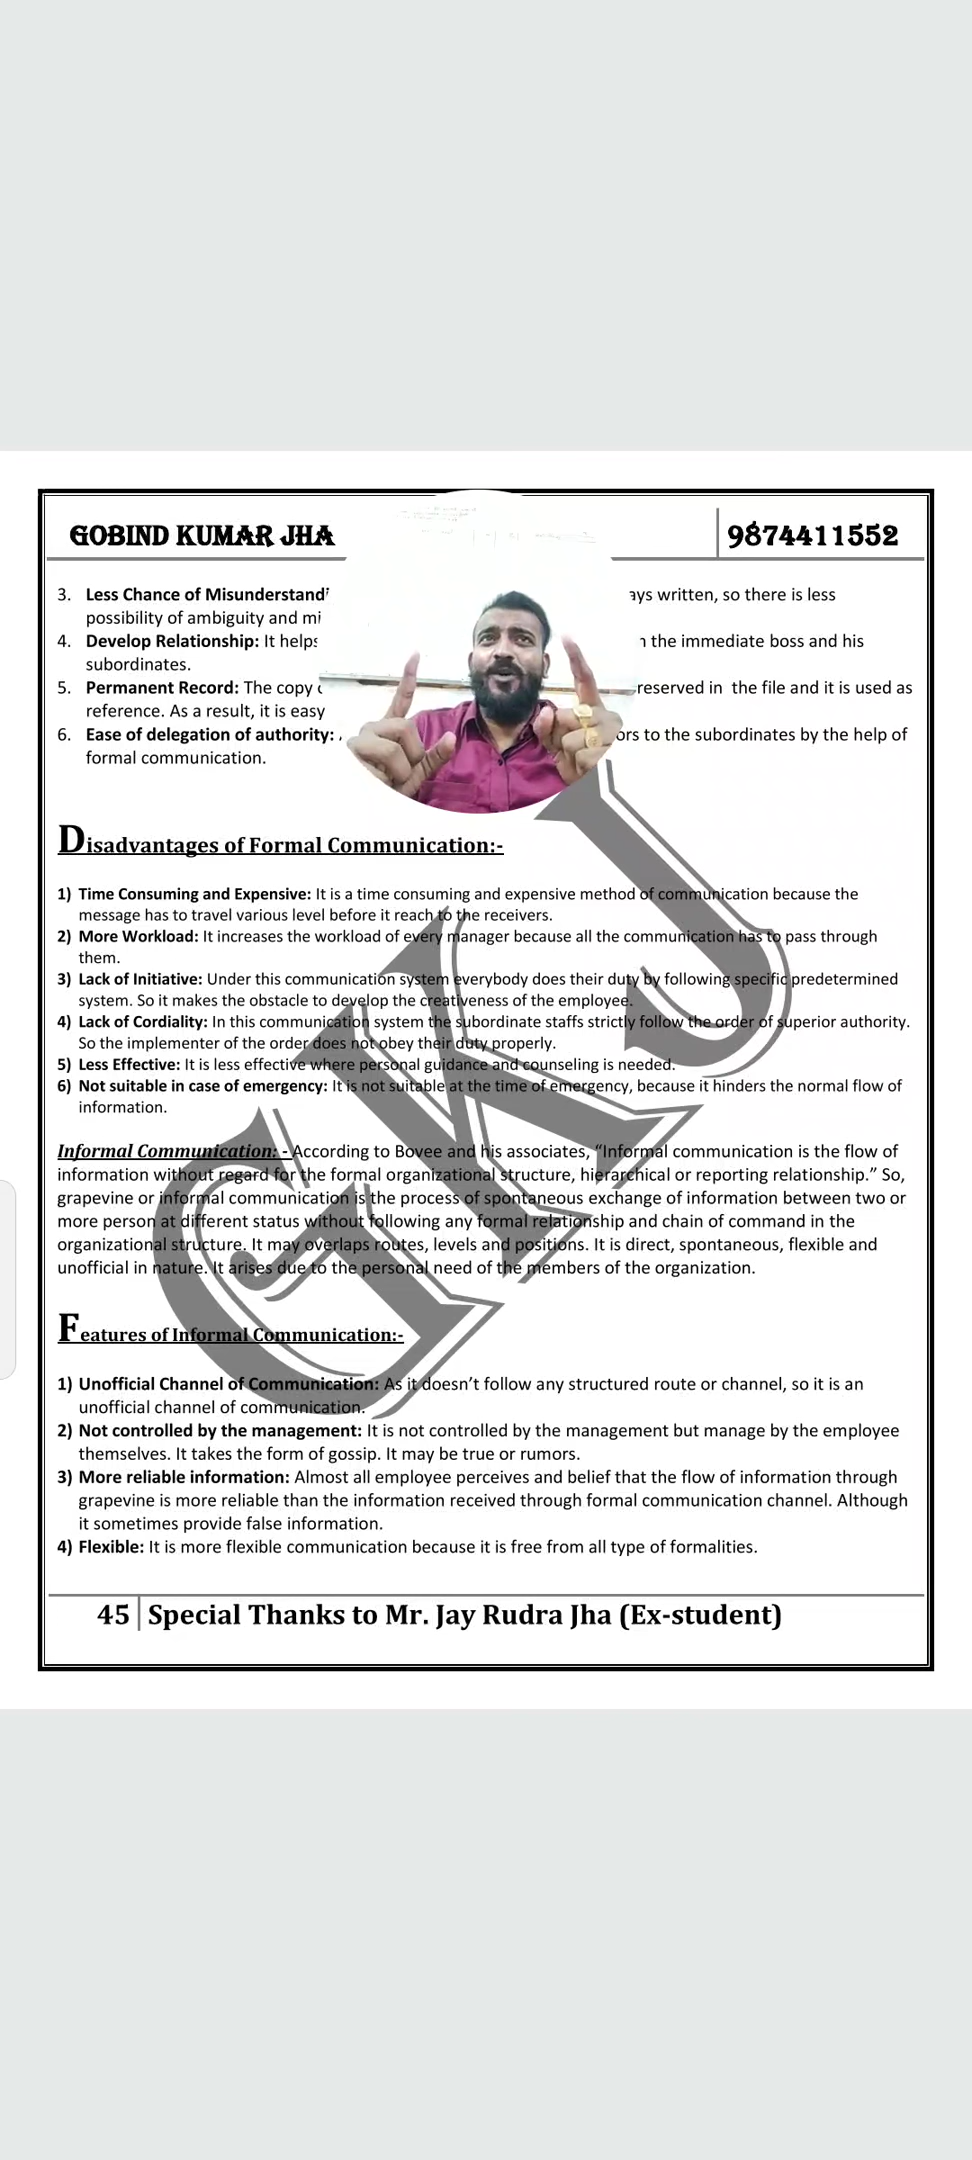 GOBIND KUMAR JHA
9874411552
3. Less Chance of
ays written, so there is less
possibility of ambiguity and
4. Develop Relationship: It
the immediate boss and his
subordinates.
5. Permanent Record: The copy
reserved in the file and it is used as
reference. As a result, it is easy
6. Ease of delegation of authority:
ors to the subordinates by the help of
formal communication.
Disadvantages of Formal Communication:-
1) Time Consuming and Expensive: It is a time consuming and expensive method of communication because the
message has to travel various level before it reach to the receivers.
2) More Workload: It increases the workload of every manager because all the communication has to pass through
them.
3) Lack of Initiative: Under this communication system everybody does their duty by following specific predetermined
system. So it makes the obstacle to develop the creativeness of the employee.
4) Lack of Cordiality: In this communication system the subordinate staffs strictly follow the order of superior authority.
So the implementer of the order does not obey their duty properly.
5) Less Effective: It is less effective where personal guidance and counseling is needed.
6) Not suitable in case of emergency: It is not suitable at the time of emergency, because it hinders the normal flow of
information.
Informal Communication: - According to Bovee and his associates, “Informal communication is the flow of
information without regard for the formal organizational structure, hierarchical or reporting relationship.” So,
grapevine or informal communication is the process of spontaneous exchange of information between two or
more person at different status without following any formal relationship and chain of command in the
organizational structure. It may overlaps routes, levels and positions. It is direct, spontaneous, flexible and
unofficial in nature. It arises due to the personal need of the members of the organization.
Features of Informal Communication:-
1) Unofficial Channel of Communication: As it doesn’t follow any structured route or channel, so it is an
unofficial channel of communication.
2) Not controlled by the management: It is not controlled by the management but manage by the employee
themselves. It takes the form of gossip. It may be true or rumors.
3) More reliable information: Almost all employee perceives and belief that the flow of information through
grapevine is more reliable than the information received through formal communication channel. Although
it sometimes provide false information.
4) Flexible: It is more flexible communication because it is free from all type of formalities.
45 Special Thanks to Mr. Jay Rudra Jha (Ex-student)
GKJ